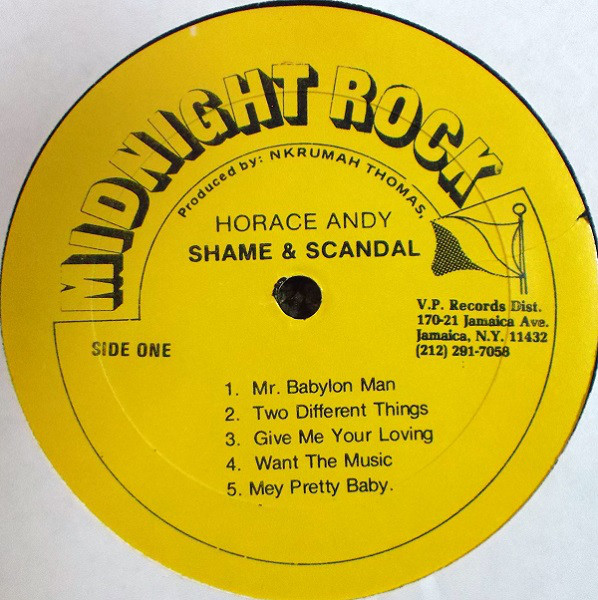 MIDNIGHT ROCK
Produced by: NKRUMAH THOMAS,
HORACE ANDY
SHAME & SCANDAL
V.P. Records Dist.
170-21 Jamaica Ave.
Jamaica, N.Y. 11432
(212) 291-7058
SIDE ONE
1. Mr. Babylon Man
2. Two Different Things
3. Give Me Your Loving
4. Want The Music
5. Mey Pretty Baby.